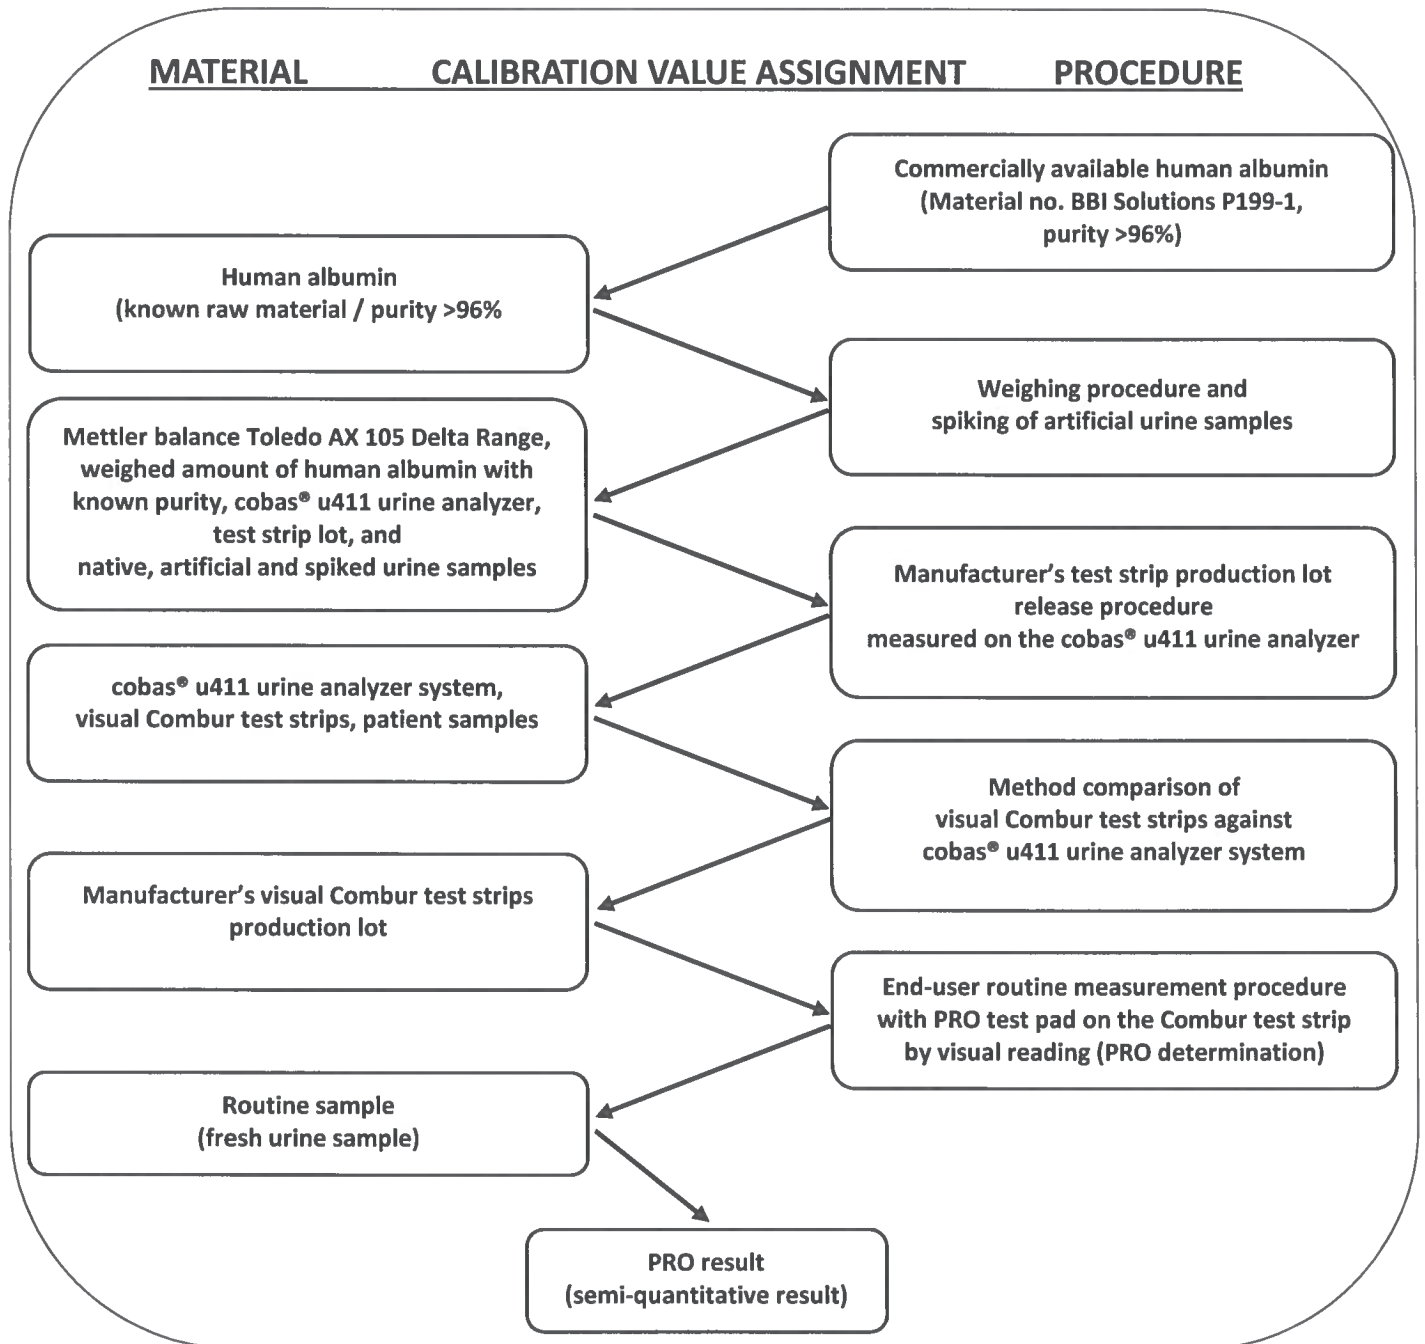 MATERIAL CALIBRATION VALUE ASSIGNMENT PROCEDURE
Commercially available human albumin
(Material no. BBI Solutions P199-1,
purity >96%)
Human albumin
(known raw material / purity >96%
Weighing procedure and
spiking of artificial urine samples
Mettler balance Toledo AX 105 Delta Range,
weighed amount of human albumin with
known purity, cobas® u411 urine analyzer,
test strip lot, and
native, artificial and spiked urine samples
Manufacturer's test strip production lot
release procedure
measured on the cobas® u411 urine analyzer
cobas® u411 urine analyzer system,
visual Combur test strips, patient samples
Method comparison of
visual Combur test strips against
cobas® u411 urine analyzer system
Manufacturer's visual Combur test strips
production lot
End-user routine measurement procedure
with PRO test pad on the Combur test strip
by visual reading (PRO determination)
Routine sample
(fresh urine sample)
PRO result
(semi-quantitative result)